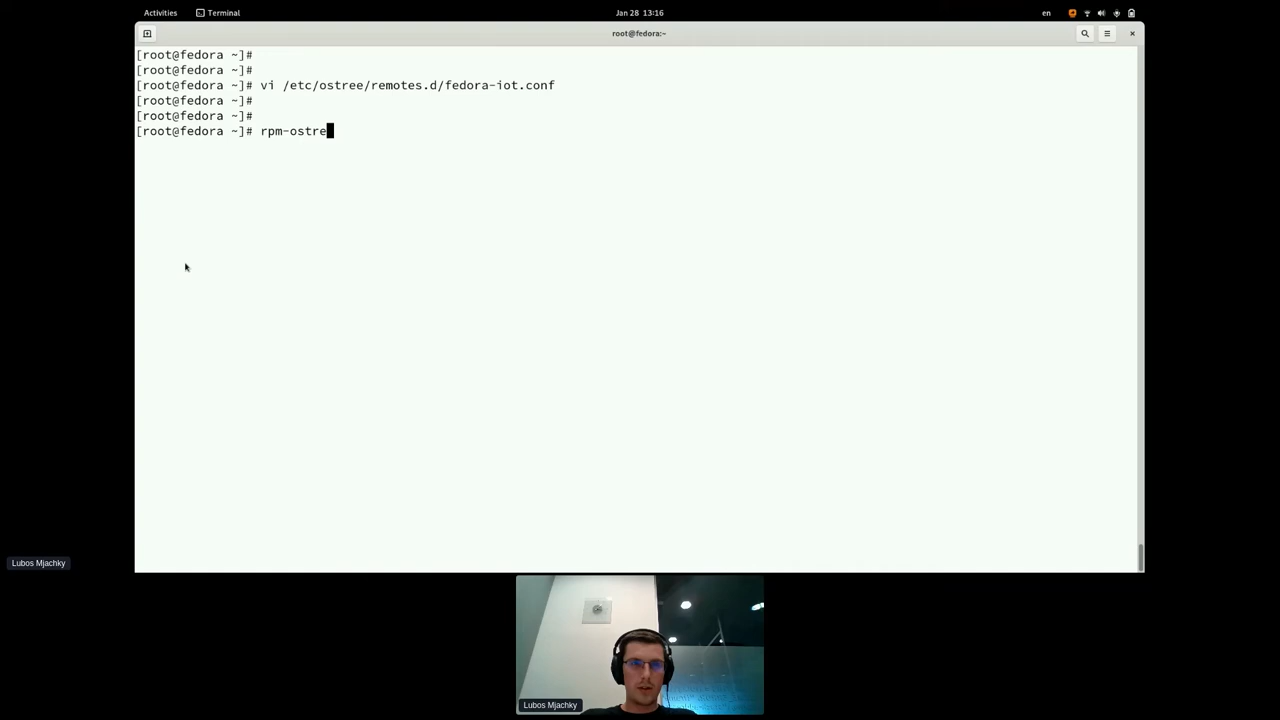 Activities
Terminal
Jan 28 13:16
en
root@fedora:~
[root@fedora ~]#
[root@fedora ~]#
[root@fedora ~]# vi /etc/ostree/remotes.d/fedora-iot.conf
[root@fedora ~]#
[root@fedora ~]#
[root@fedora ~]# rpm-ostre
Lubos Mjachky
Lubos Mjachky